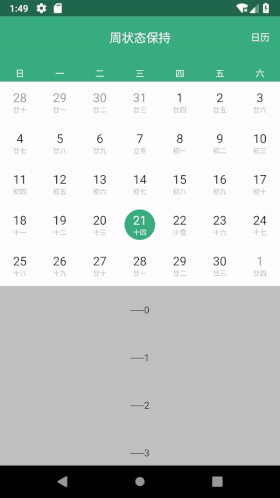 1:49
周状态保持 日历
日 一 二 三 四 五 六
28 29 30 31 1 2 3
二十 廿一 廿二 廿三 廿四 廿五 廿六
4 5 6 7 8 9 10
廿七 廿八 廿九 立冬 初一 初二 初三
11 12 13 14 15 16 17
初四 初五 初六 初七 初八 初九 初十
18 19 20 21 22 23 24
十一 十二 十三 十四 小雪 十六 十七
25 26 27 28 29 30 1
十八 十九 二十 廿一 廿二 廿三 廿四
-----0
-----1
-----2
-----3